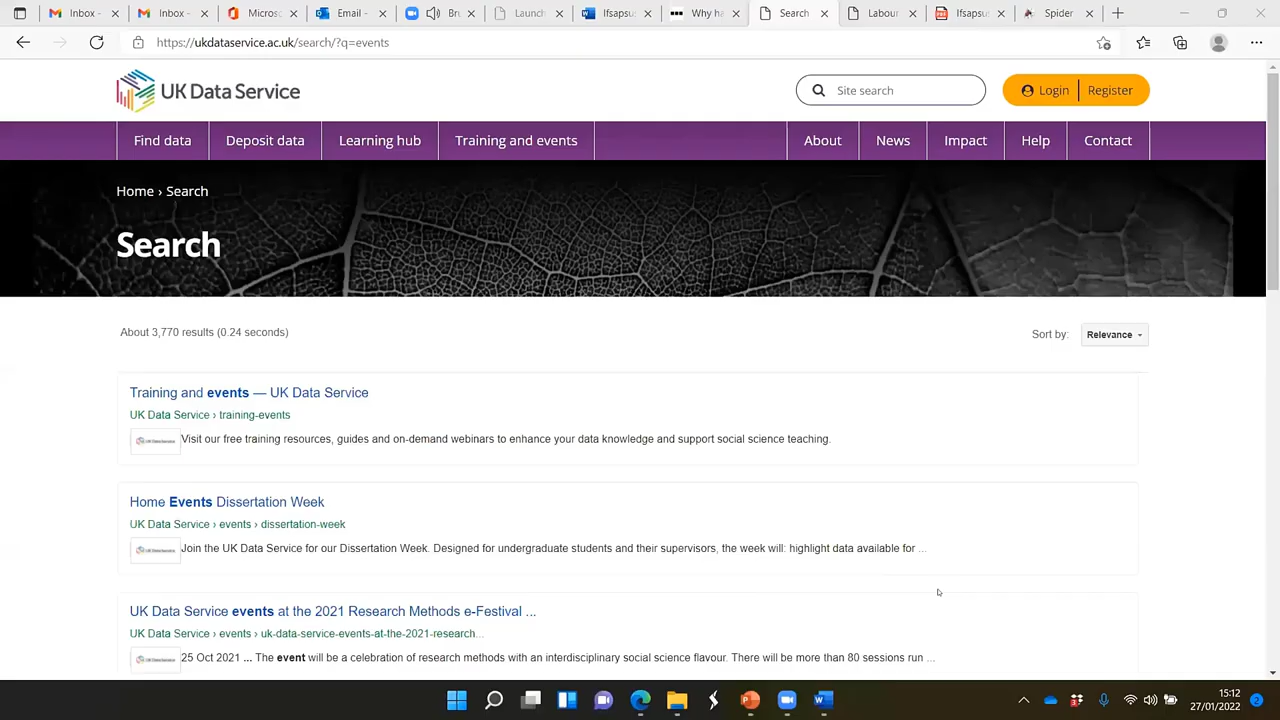 Inbox -
Inbox -
Microsc
Email -
Bru
Launch
Ifsapsus
Why ha
Search
Labour
Ifsapsus
Spider
https://ukdataservice.ac.uk/search/?q=events
UK Data Service
Site search
Login
Register
Find data
Deposit data
Learning hub
Training and events
About
News
Impact
Help
Contact
Home › Search
Search
About 3,770 results (0.24 seconds)
Sort by:
Relevance
Training and events — UK Data Service
UK Data Service › training-events
Visit our free training resources, guides and on-demand webinars to enhance your data knowledge and support social science teaching.
Home Events Dissertation Week
UK Data Service › events › dissertation-week
Join the UK Data Service for our Dissertation Week. Designed for undergraduate students and their supervisors, the week will: highlight data available for ...
UK Data Service events at the 2021 Research Methods e-Festival ...
UK Data Service › events › uk-data-service-events-at-the-2021-research...
25 Oct 2021 ... The event will be a celebration of research methods with an interdisciplinary social science flavour. There will be more than 80 sessions run ...
15:12
27/01/2022